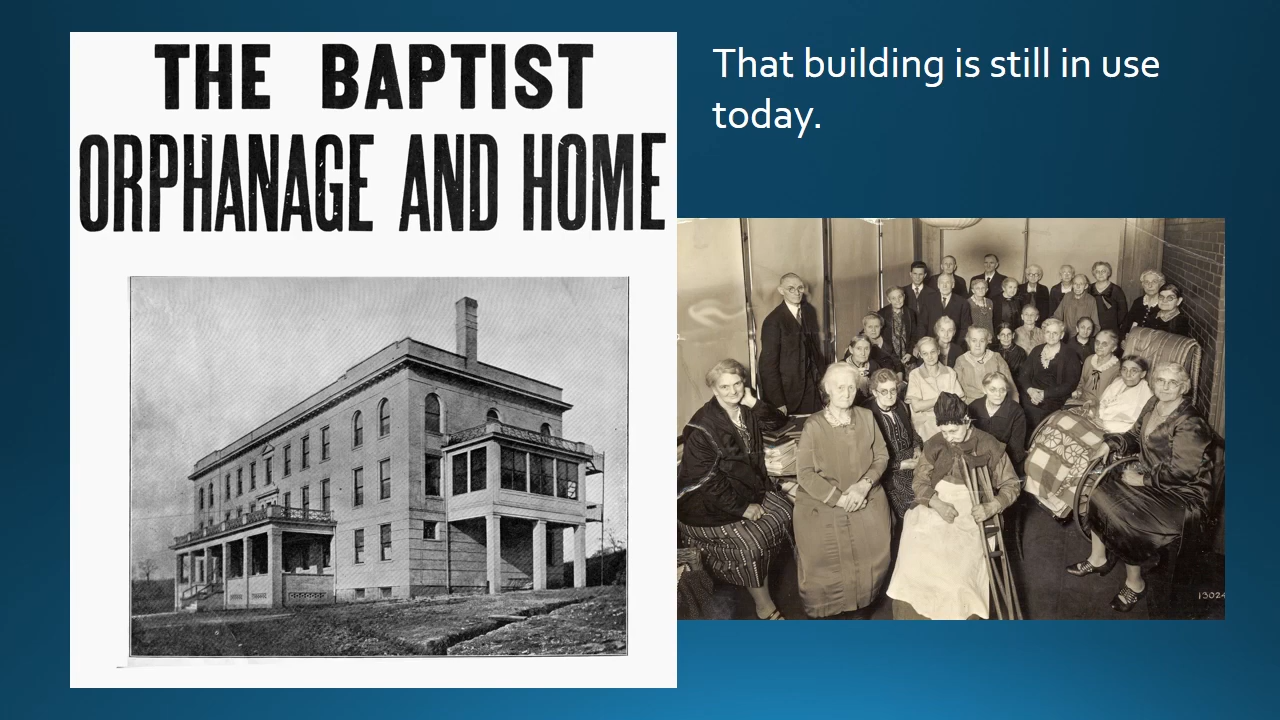 THE BAPTIST
ORPHANAGE AND HOME
That building is still in use
today.
13024